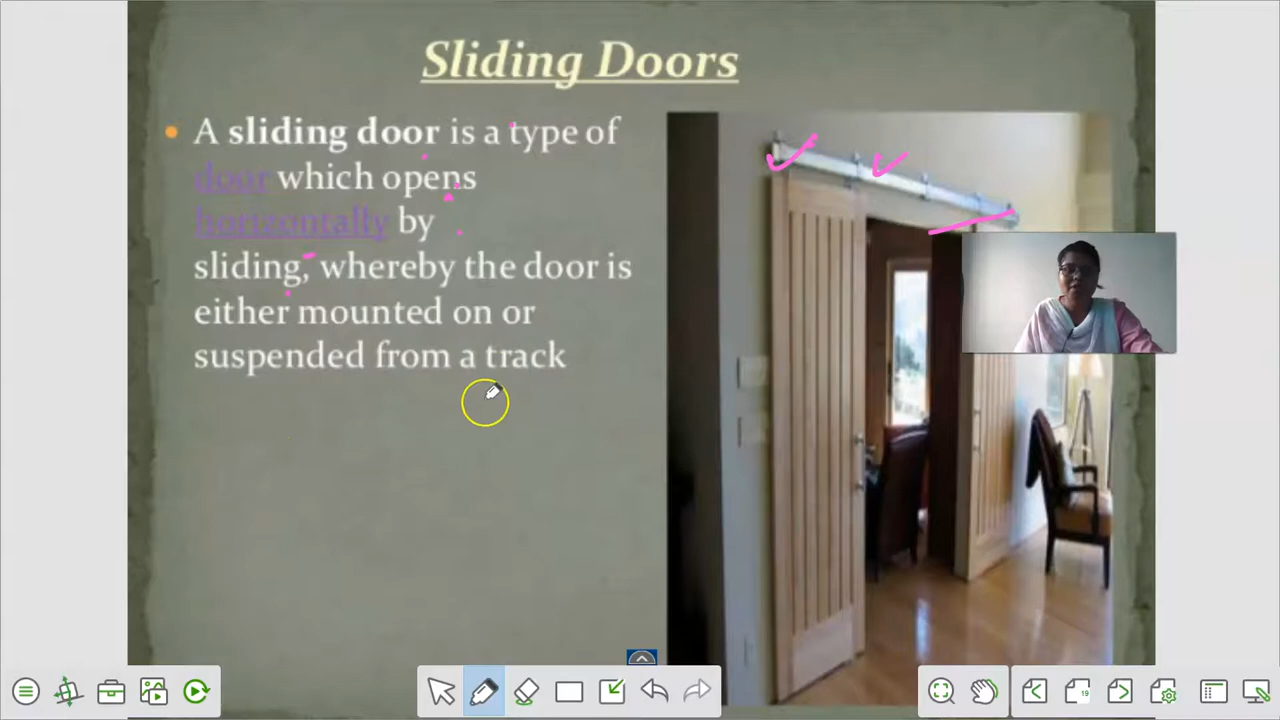 Sliding Doors
A sliding door is a type of
door which opens
horizontally by
sliding, whereby the door is
either mounted on or
suspended from a track
19